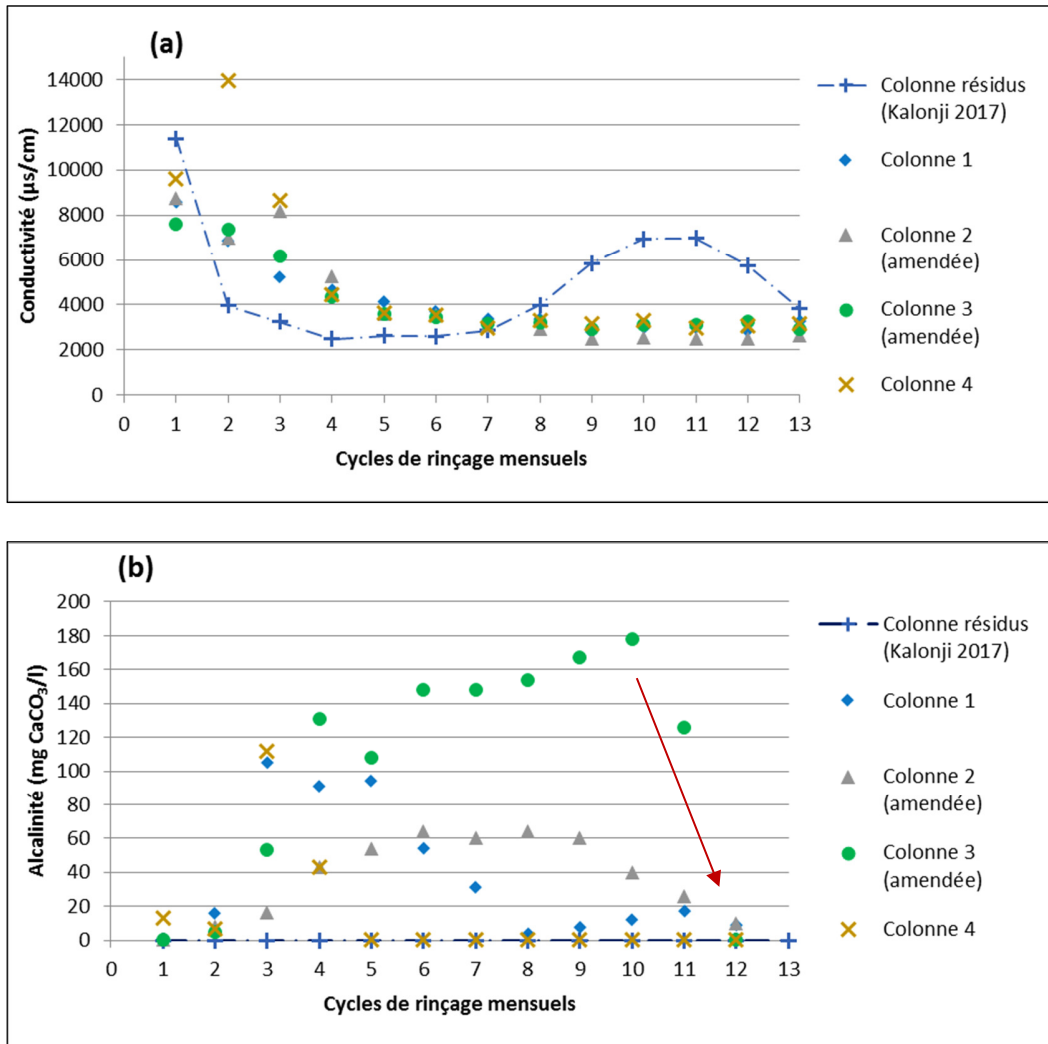 (a)
Conductivité (µs/cm)
14000
12000
10000
8000
6000
4000
2000
0
0 1 2 3 4 5 6 7 8 9 10 11 12 13
Cycles de rinçage mensuels
Colonne résidus
(Kalonji 2017)
Colonne 1
Colonne 2
(amendée)
Colonne 3
(amendée)
Colonne 4
(b)
Alcalinité (mg CaCO₃/l)
200
180
160
140
120
100
80
60
40
20
0
0 1 2 3 4 5 6 7 8 9 10 11 12 13
Cycles de rinçage mensuels
Colonne résidus
(Kalonji 2017)
Colonne 1
Colonne 2
(amendée)
Colonne 3
(amendée)
Colonne 4